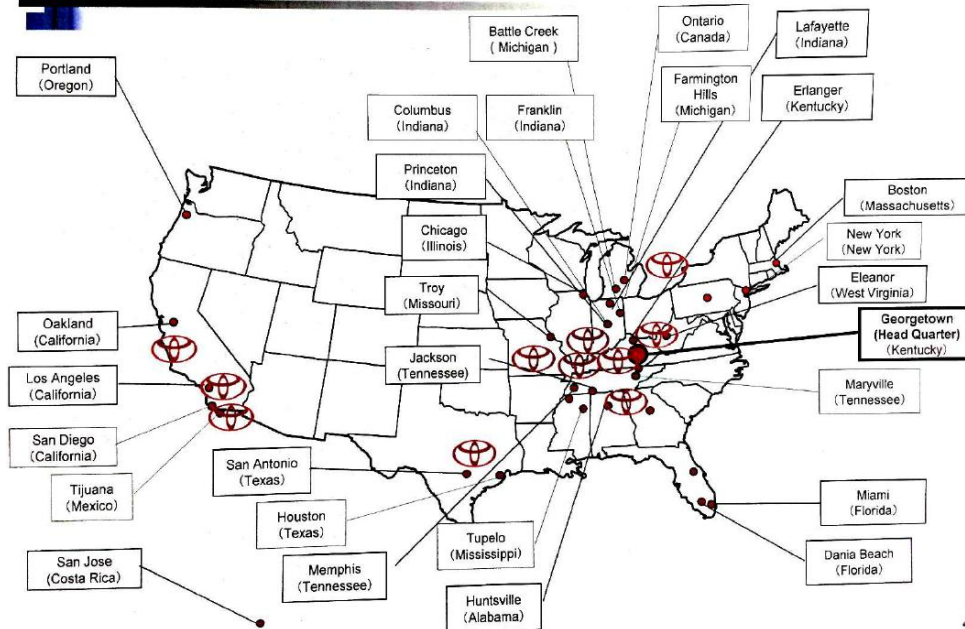 Battle Creek
( Michigan )
Ontario
(Canada)
Lafayette
(Indiana)
Portland
(Oregon)
Columbus
(Indiana)
Franklin
(Indiana)
Farmington
Hills
(Michigan)
Erlanger
(Kentucky)
Princeton
(Indiana)
Boston
(Massachusetts)
Chicago
(Illinois)
New York
(New York)
Troy
(Missouri)
Eleanor
(West Virginia)
Oakland
(California)
Georgetown
(Head Quarter)
(Kentucky)
Jackson
(Tennessee)
Los Angeles
(California)
Maryville
(Tennessee)
San Diego
(California)
San Antonio
(Texas)
Tijuana
(Mexico)
Miami
(Florida)
Houston
(Texas)
Tupelo
(Mississippi)
Dania Beach
(Florida)
San Jose
(Costa Rica)
Memphis
(Tennessee)
Huntsville
(Alabama)